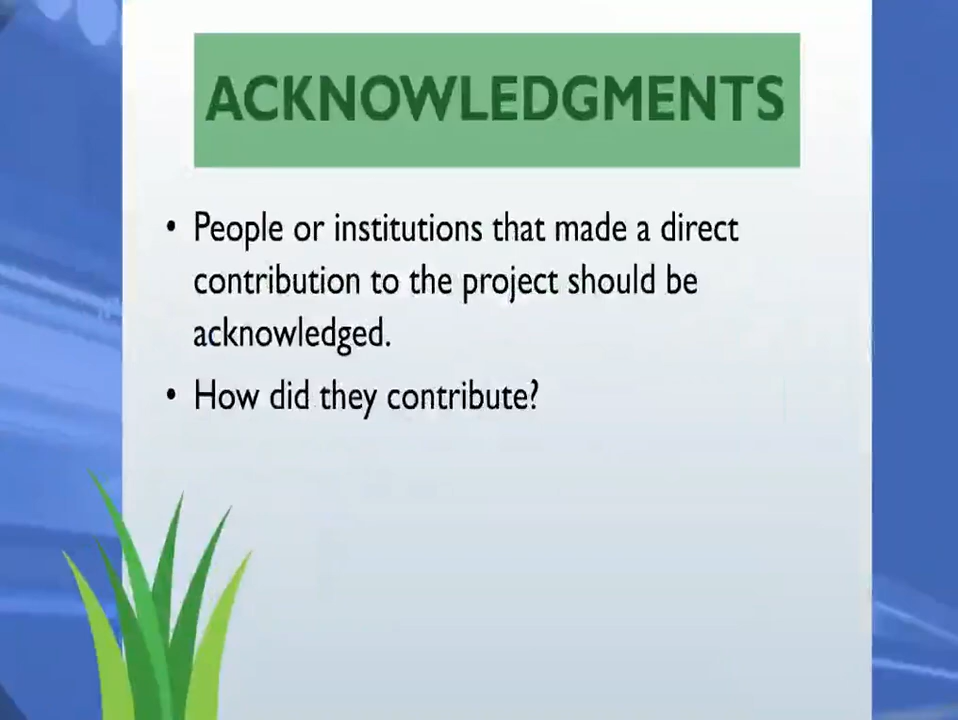 ACKNOWLEDGMENTS
• People or institutions that made a direct
contribution to the project should be
acknowledged.
• How did they contribute?